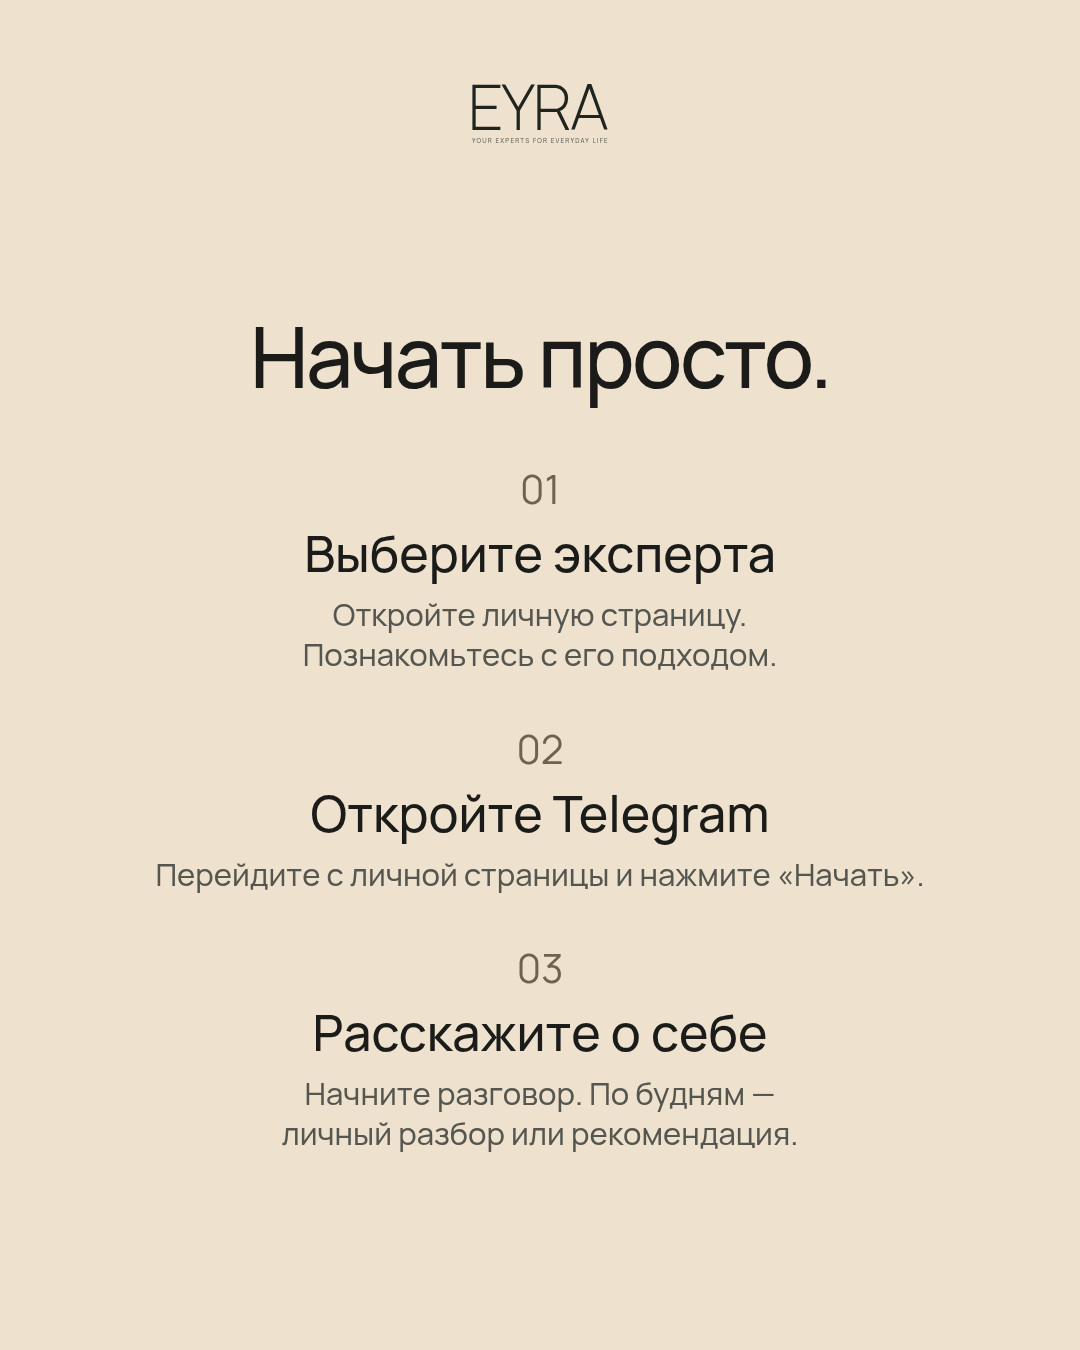 EYRA
YOUR EXPERTS FOR EVERYDAY LIFE
Начать просто.
01
Выберите эксперта
Откройте личную страницу.
Познакомьтесь с его подходом.
02
Откройте Telegram
Перейдите с личной страницы и нажмите «Начать».
03
Расскажите о себе
Начните разговор. По будням —
личный разбор или рекомендация.